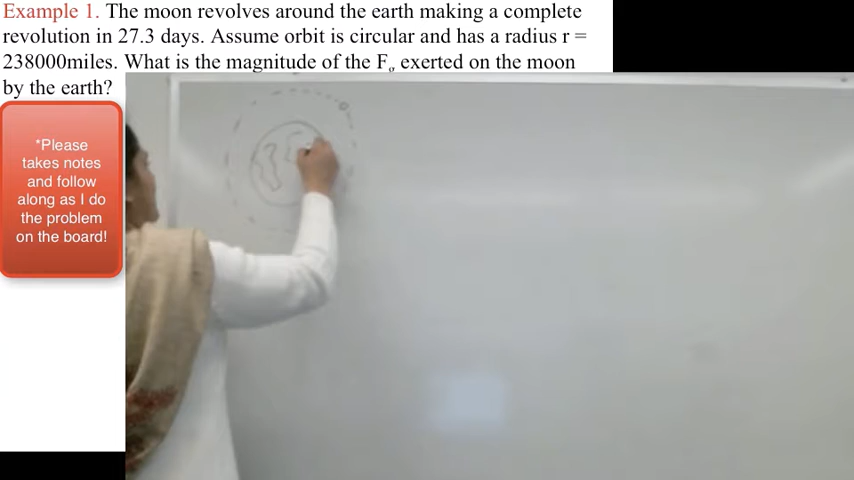 Example 1. The moon revolves around the earth making a complete
revolution in 27.3 days. Assume orbit is circular and has a radius r =
238000miles. What is the magnitude of the Fg exerted on the moon
by the earth?
*Please
takes notes
and follow
along as I do
the problem
on the board!